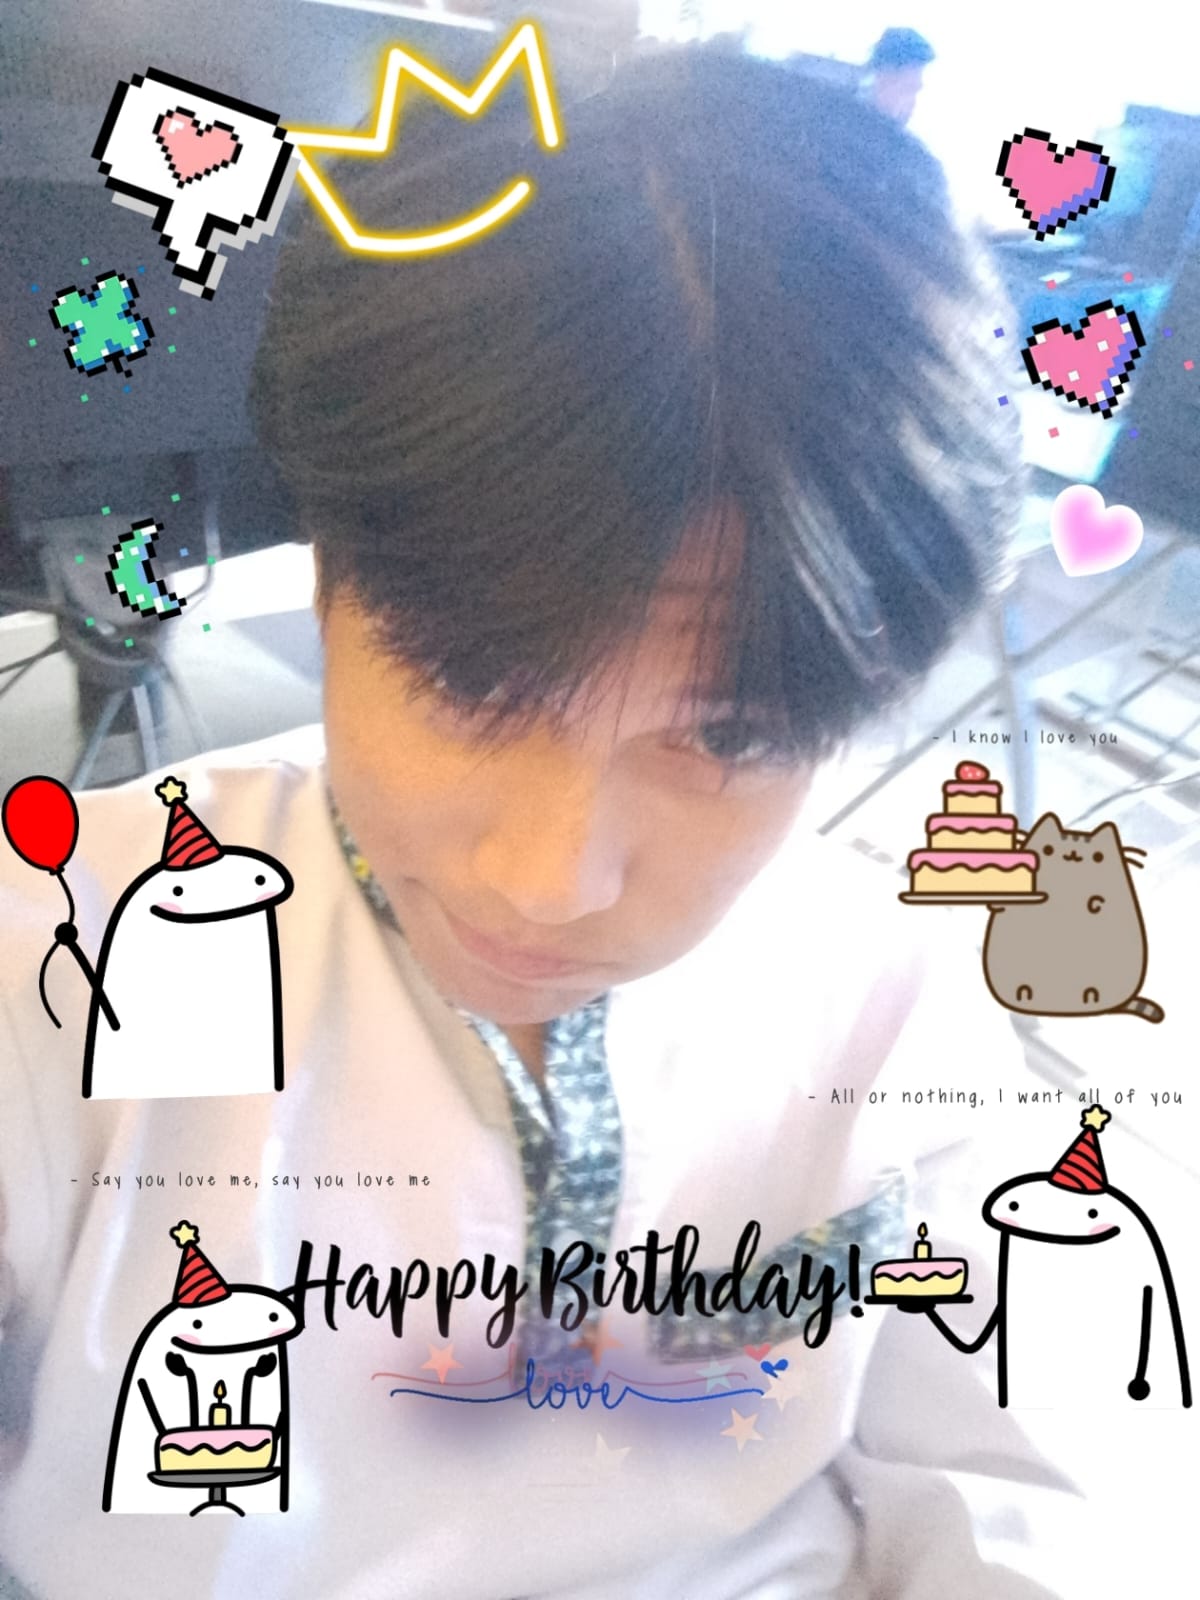 - I know I love you
- All or nothing, I want all of you
- Say you love me, say you love me
Happy Birthday!
love